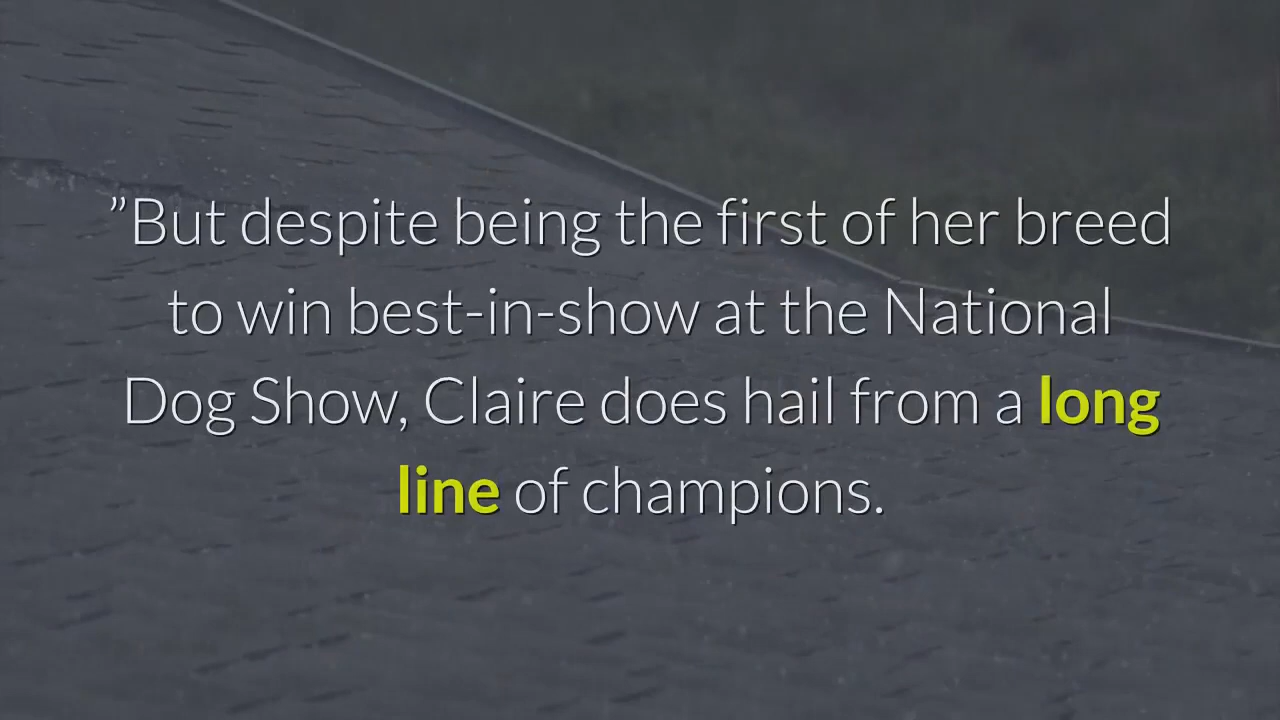 ”But despite being the first of her breed
to win best-in-show at the National
Dog Show, Claire does hail from a long
line of champions.